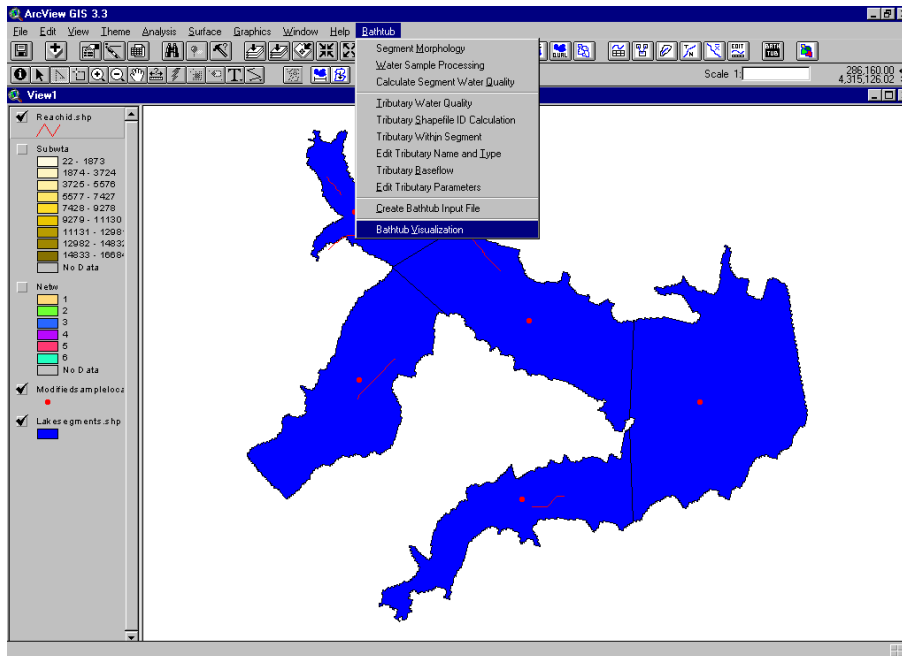 ArcView GIS 3.3
File Edit View Theme Analysis Surface Graphics Window Help Bathtub
Segment Morphology
Water Sample Processing
Calculate Segment Water Quality
Tributary Water Quality
Tributary Shapefile ID Calculation
Tributary Within Segment
Edit Tributary Name and Type
Tributary Baseflow
Edit Tributary Parameters
Create Bathtub Input File
Bathtub Visualization
Scale 1:
286,160.00
4,315,126.02
View1
Reachid.shp
Subwta
22 - 1873
1874 - 3724
3725 - 5576
5577 - 7427
7428 - 9278
9279 - 11130
11131 - 1298
12982 - 1483
14833 - 1668
No Data
Netw
1
2
3
4
5
6
No Data
Modifiedsampleloca
Lakesegments.shp